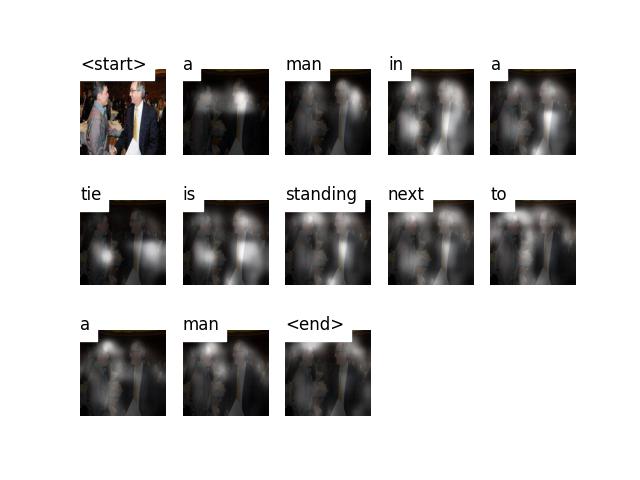 <start> a man in a
tie is standing next to
a man <end>